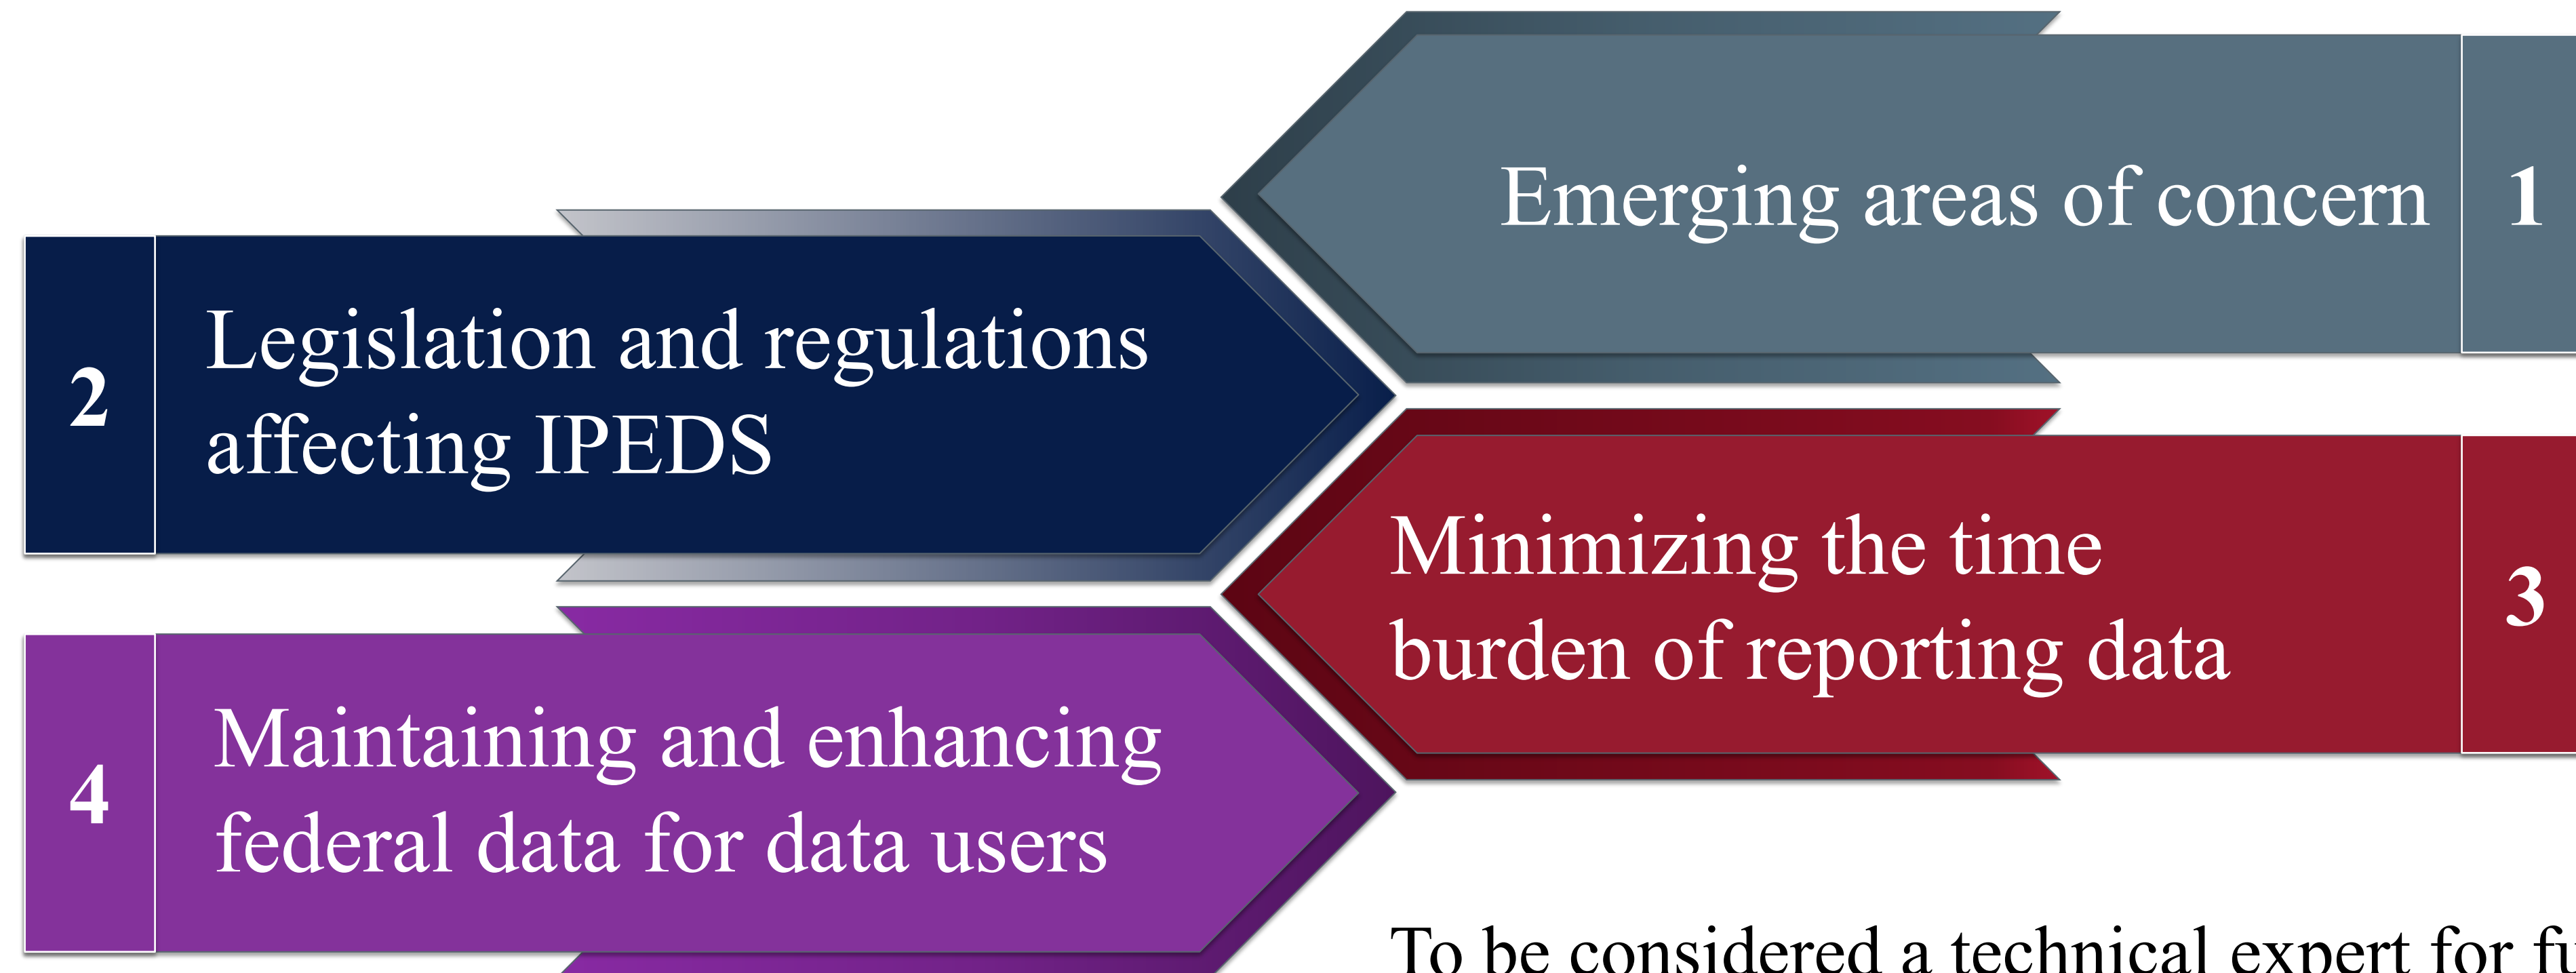 Emerging areas of concern
1
2
Legislation and regulations
affecting IPEDS
Minimizing the time
burden of reporting data
3
4
Maintaining and enhancing
federal data for data users
To be considered a technical expert for